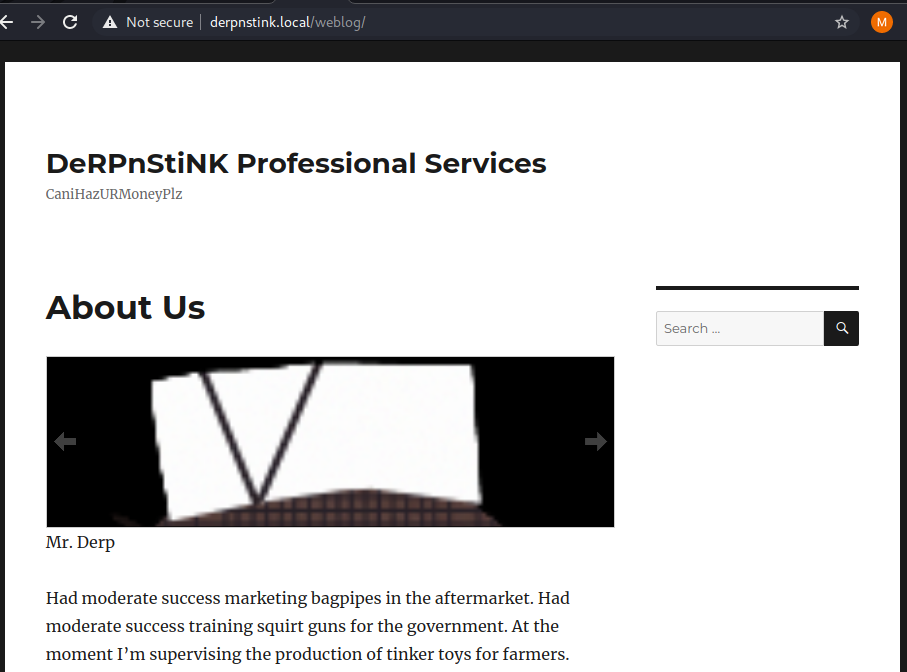 Not secure derpnstink.local/weblog/ M
DeRPnStiNK Professional Services
CaniHazURMoneyPlz
About Us
Search ...
Mr. Derp
Had moderate success marketing bagpipes in the aftermarket. Had
moderate success training squirt guns for the government. At the
moment I’m supervising the production of tinker toys for farmers.